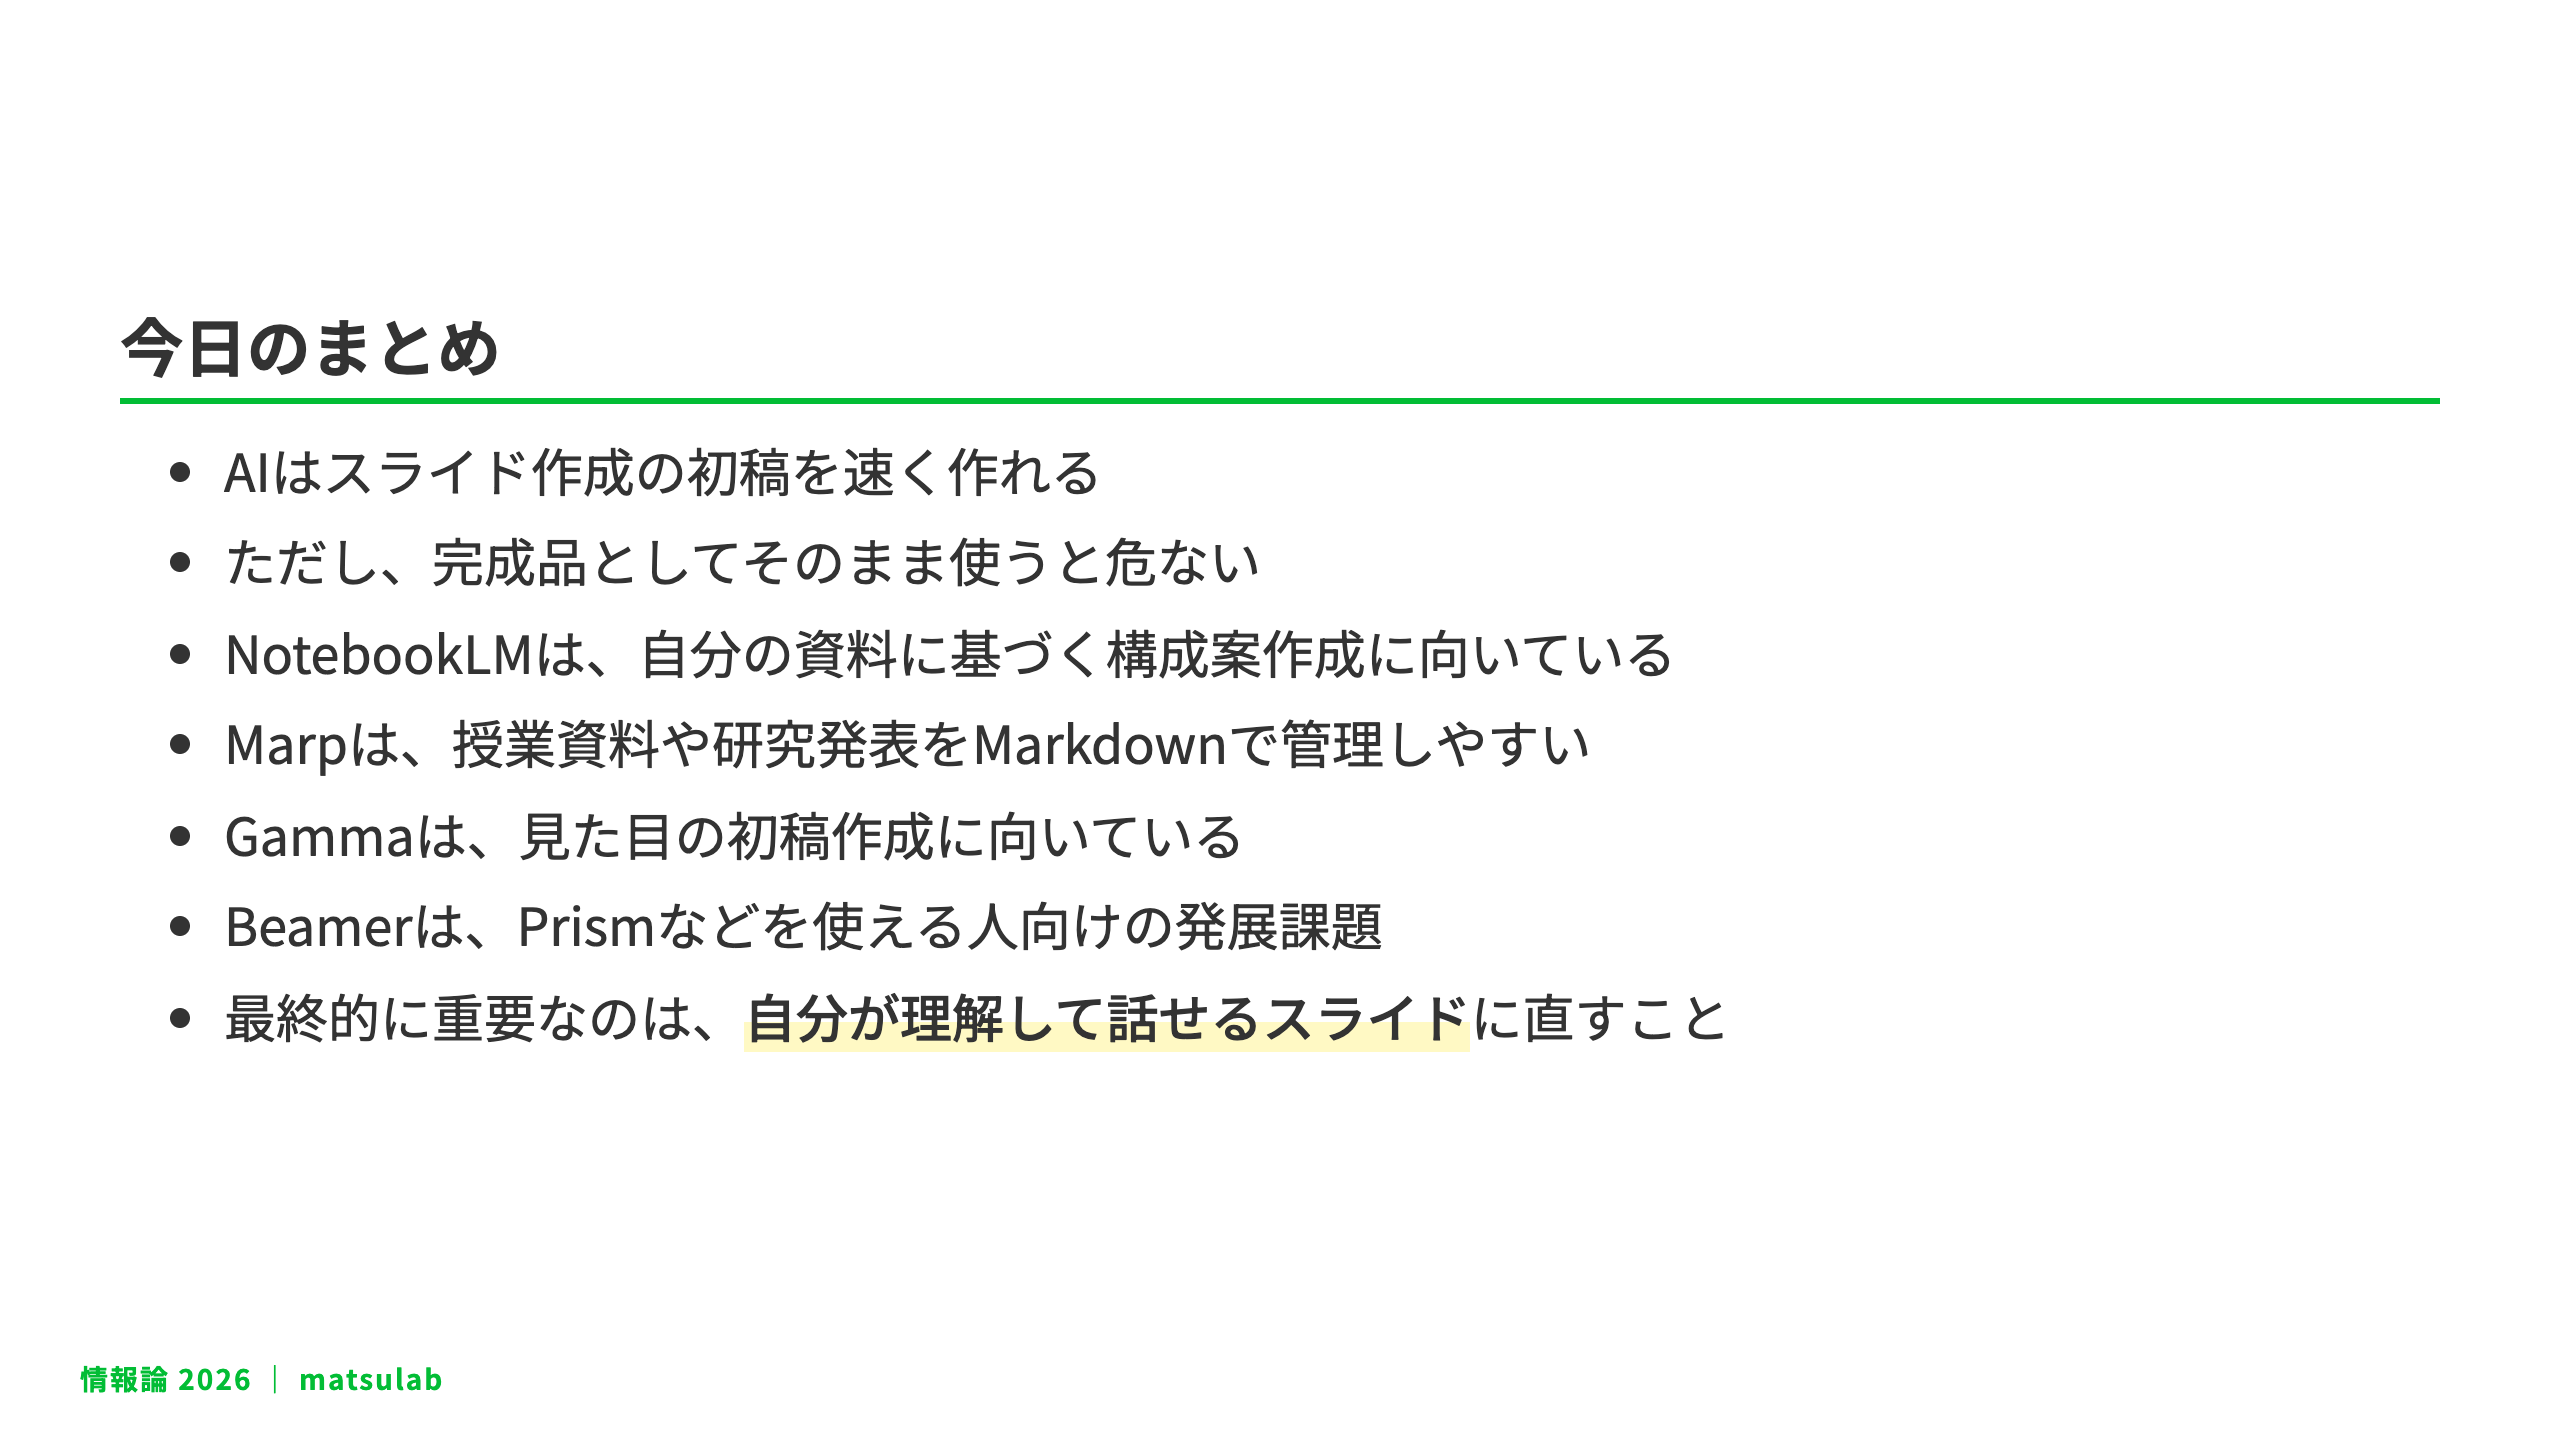 今日のまとめ
• AIはスライド作成の初稿を速く作れる
• ただし、完成品としてそのまま使うと危ない
• NotebookLMは、自分の資料に基づく構成案作成に向いている
• Marpは、授業資料や研究発表をMarkdownで管理しやすい
• Gammaは、見た目の初稿作成に向いている
• Beamerは、Prismなどを使える人向けの発展課題
• 最終的に重要なのは、自分が理解して話せるスライドに直すこと
情報論 2026 ｜ matsulab